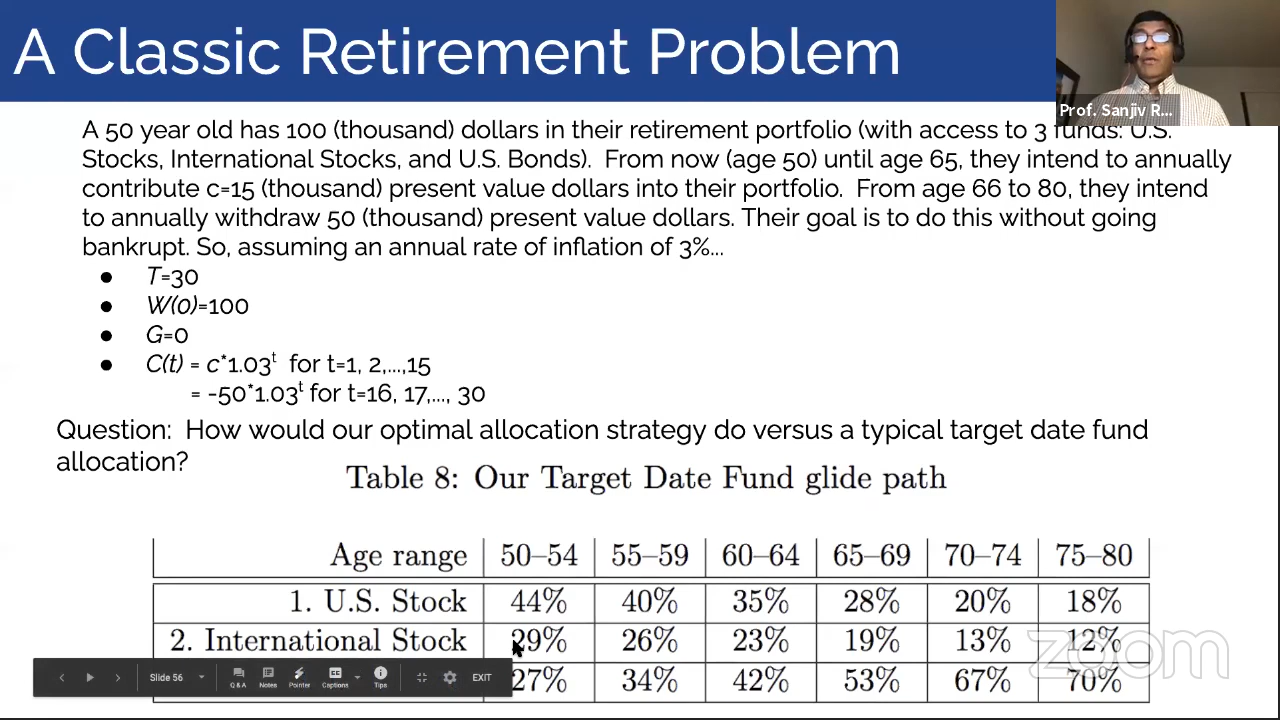 A Classic Retirement Problem
Prof. Sanjiv R...
A 50 year old has 100 (thousand) dollars in their retirement portfolio (with access to 3 funds: U.S.
Stocks, International Stocks, and U.S. Bonds). From now (age 50) until age 65, they intend to annually
contribute c=15 (thousand) present value dollars into their portfolio. From age 66 to 80, they intend
to annually withdraw 50 (thousand) present value dollars. Their goal is to do this without going
bankrupt. So, assuming an annual rate of inflation of 3%...
● T=30
● W(0)=100
● G=0
● C(t) = c*1.03^t for t=1, 2,...,15
= -50*1.03^t for t=16, 17,..., 30
Question: How would our optimal allocation strategy do versus a typical target date fund
allocation?
Table 8: Our Target Date Fund glide path
Age range 50–54 55–59 60–64 65–69 70–74 75–80
1. U.S. Stock 44% 40% 35% 28% 20% 18%
2. International Stock 29% 26% 23% 19% 13% 12%
27% 34% 42% 53% 67% 70%
zoom
Slide 56 Q & A Notes Pointer Captions Tips EXIT